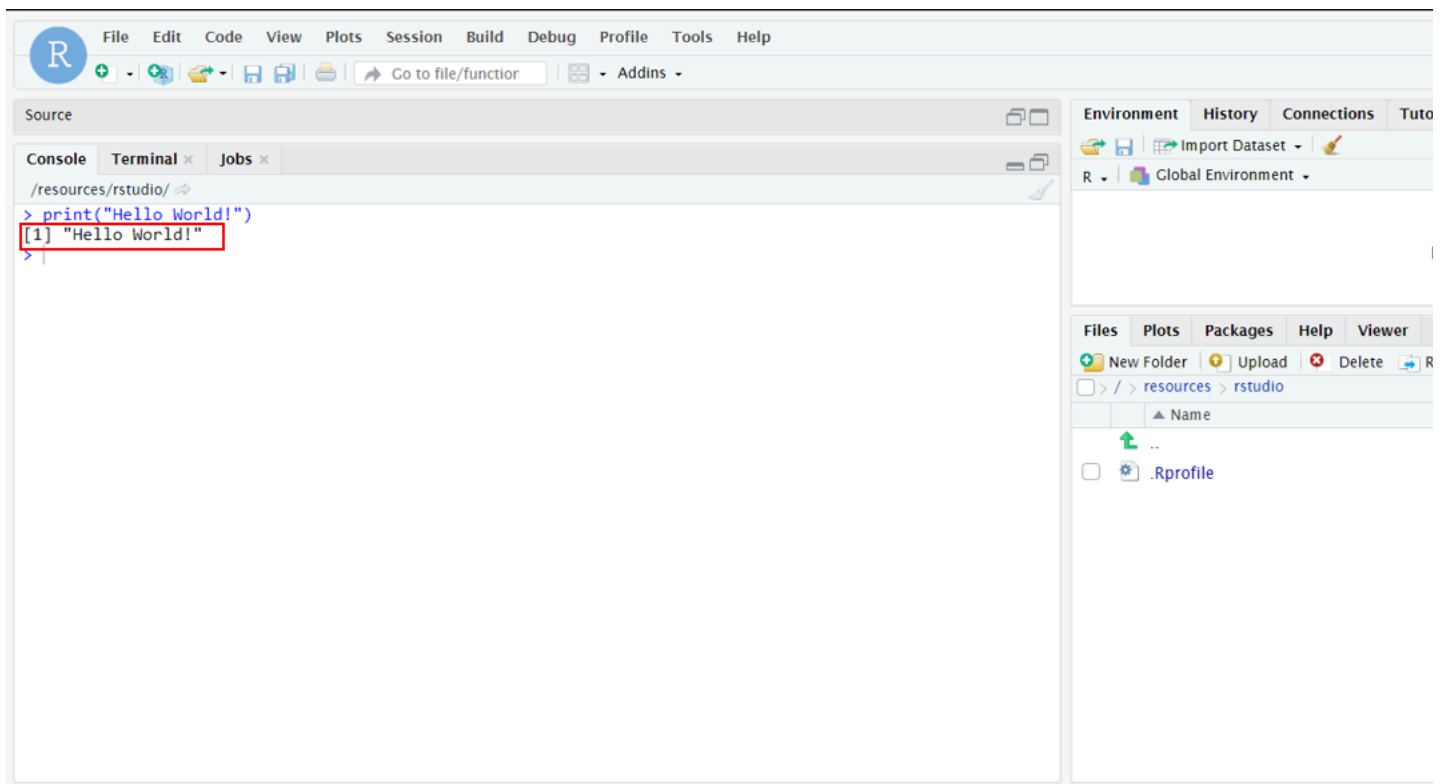 R
File Edit Code View Plots Session Build Debug Profile Tools Help
Go to file/function Addins
Source
Console Terminal Jobs
/resources/rstudio/
> print("Hello World!")
[1] "Hello World!"
>
Environment History Connections Tuto
Import Dataset
R Global Environment
Files Plots Packages Help Viewer
New Folder Upload Delete R
/ resources rstudio
Name
..
.Rprofile